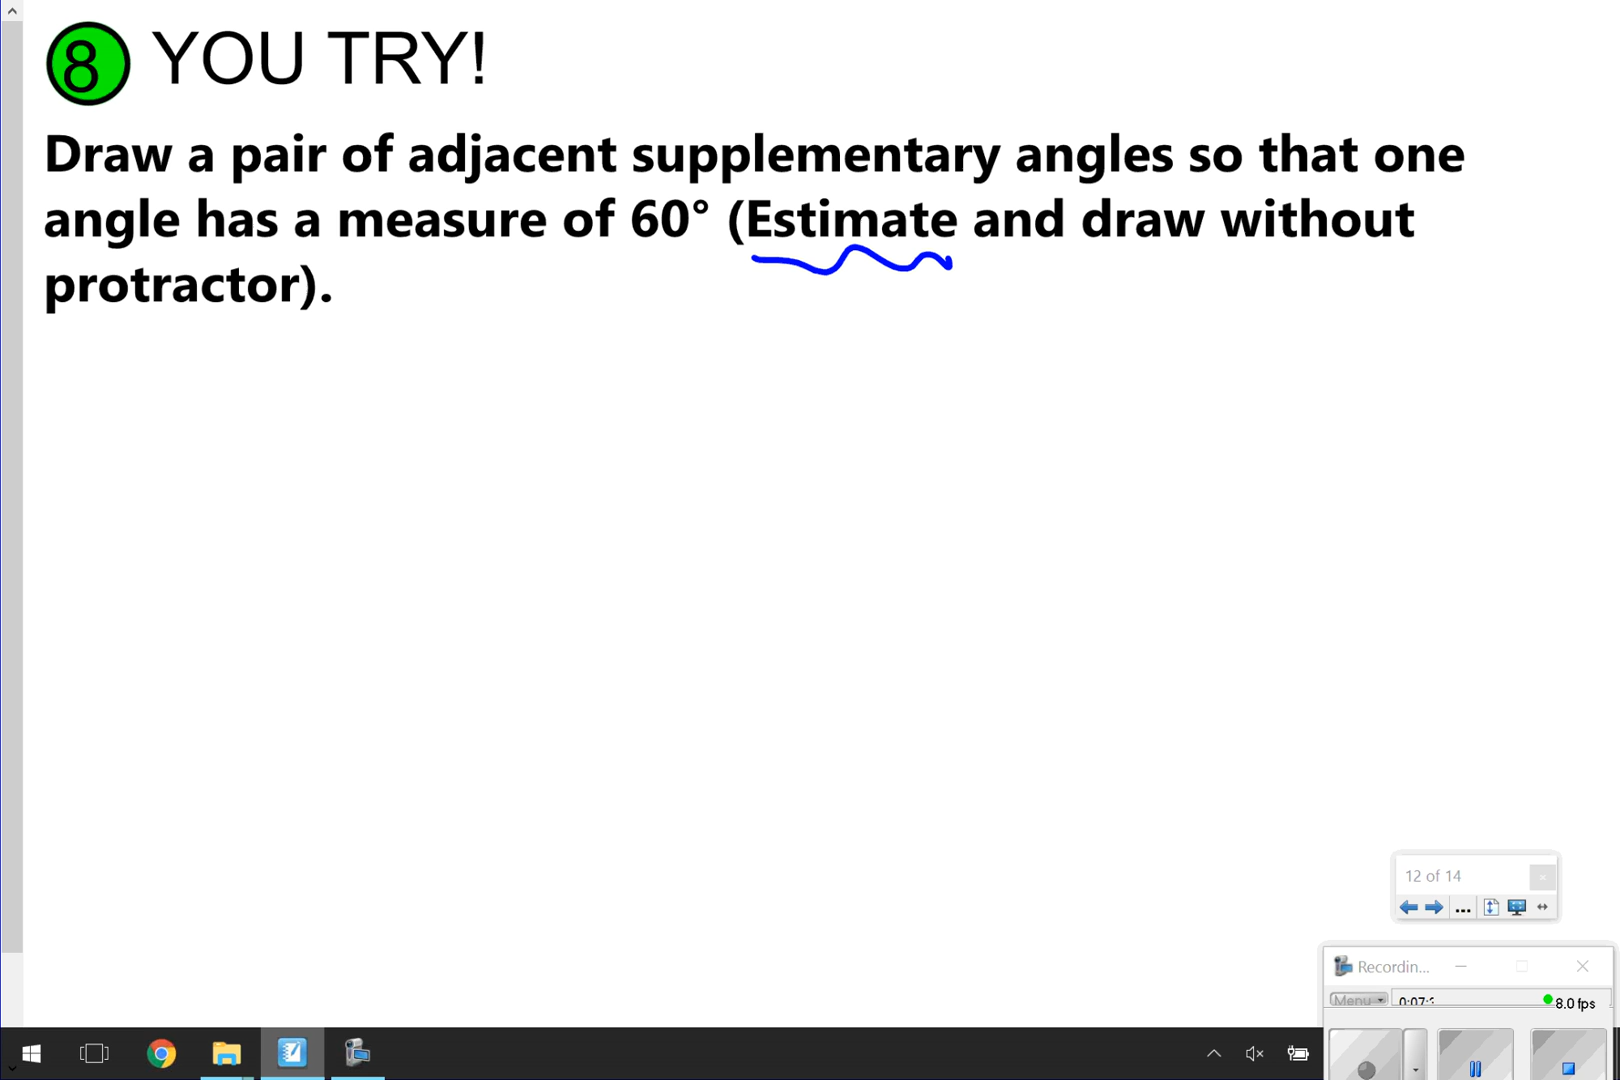 8 YOU TRY!
Draw a pair of adjacent supplementary angles so that one
angle has a measure of 60° (Estimate and draw without
protractor).
12 of 14
...
Recordin...
Menu
8.0 fps